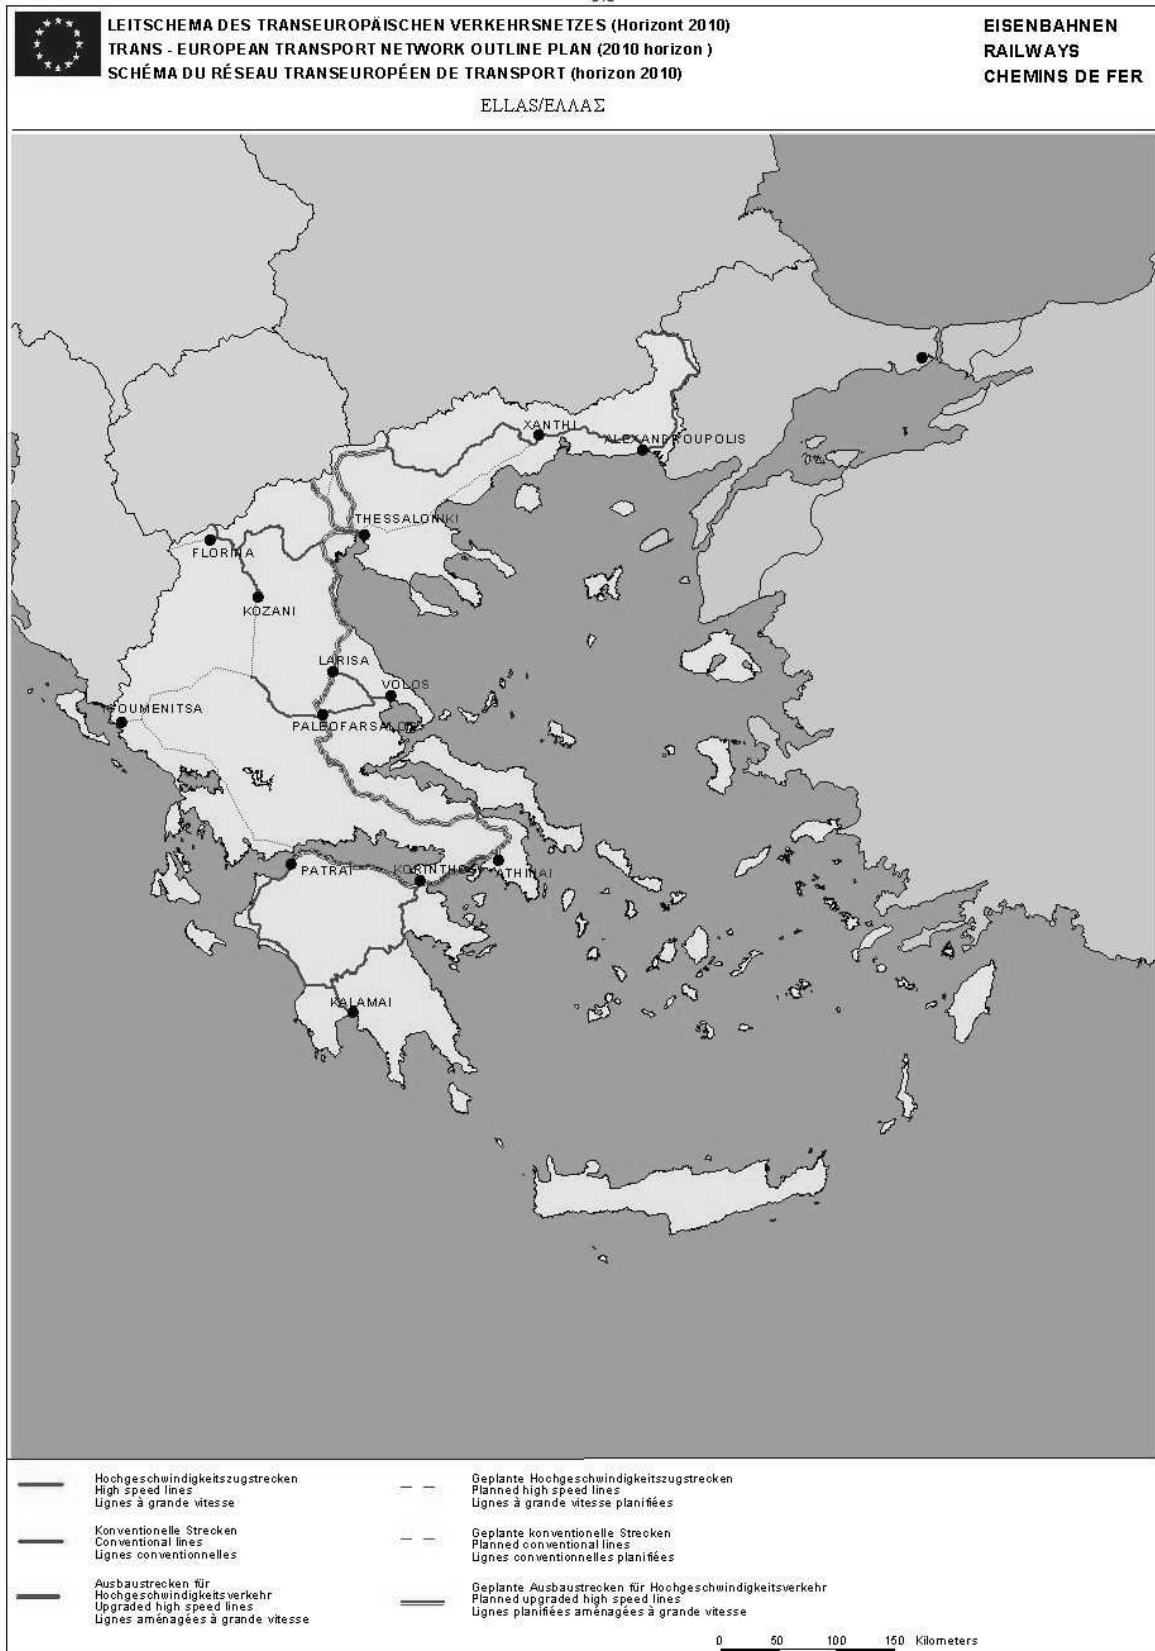 LEITSCHEMA DES TRANSEUROPÄISCHEN VERKEHRSNETZES (Horizont 2010)
TRANS - EUROPEAN TRANSPORT NETWORK OUTLINE PLAN (2010 horizon )
SCHÉMA DU RÉSEAU TRANSEUROPÉEN DE TRANSPORT (horizon 2010)
EISENBAHNEN
RAILWAYS
CHEMINS DE FER
ELLAS/ΕΛΛΑΣ
XANTHI
ALEXANDROUPOLIS
THESSALONIKI
FLORINA
KOZANI
LARISA
VOLOS
IGOUMENITSA
PALEOFARSALOS
PATRAI
KORINTHOS
ATHINAI
KALAMAI
Hochgeschwindigkeitszugstrecken
High speed lines
Lignes à grande vitesse
Konventionelle Strecken
Conventional lines
Lignes conventionnelles
Ausbaustrecken für
Hochgeschwindigkeitsverkehr
Upgraded high speed lines
Lignes aménagées à grande vitesse
Geplante Hochgeschwindigkeitszugstrecken
Planned high speed lines
Lignes à grande vitesse planifiées
Geplante konventionelle Strecken
Planned conventional lines
Lignes conventionnelles planifiées
Geplante Ausbaustrecken für Hochgeschwindigkeitsverkehr
Planned upgraded high speed lines
Lignes planifiées aménagées à grande vitesse
0 50 100 150 Kilometers